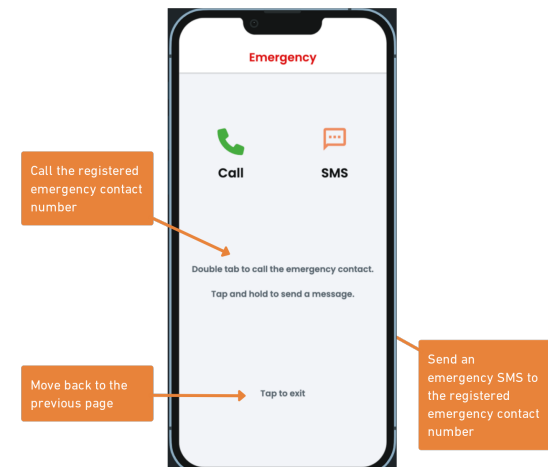 Emergency
Call
SMS
Call the registered
emergency contact
number
Double tab to call the emergency contact.
Tap and hold to send a message.
Send an
emergency SMS to
the registered
emergency contact
number
Move back to the
previous page
Tap to exit